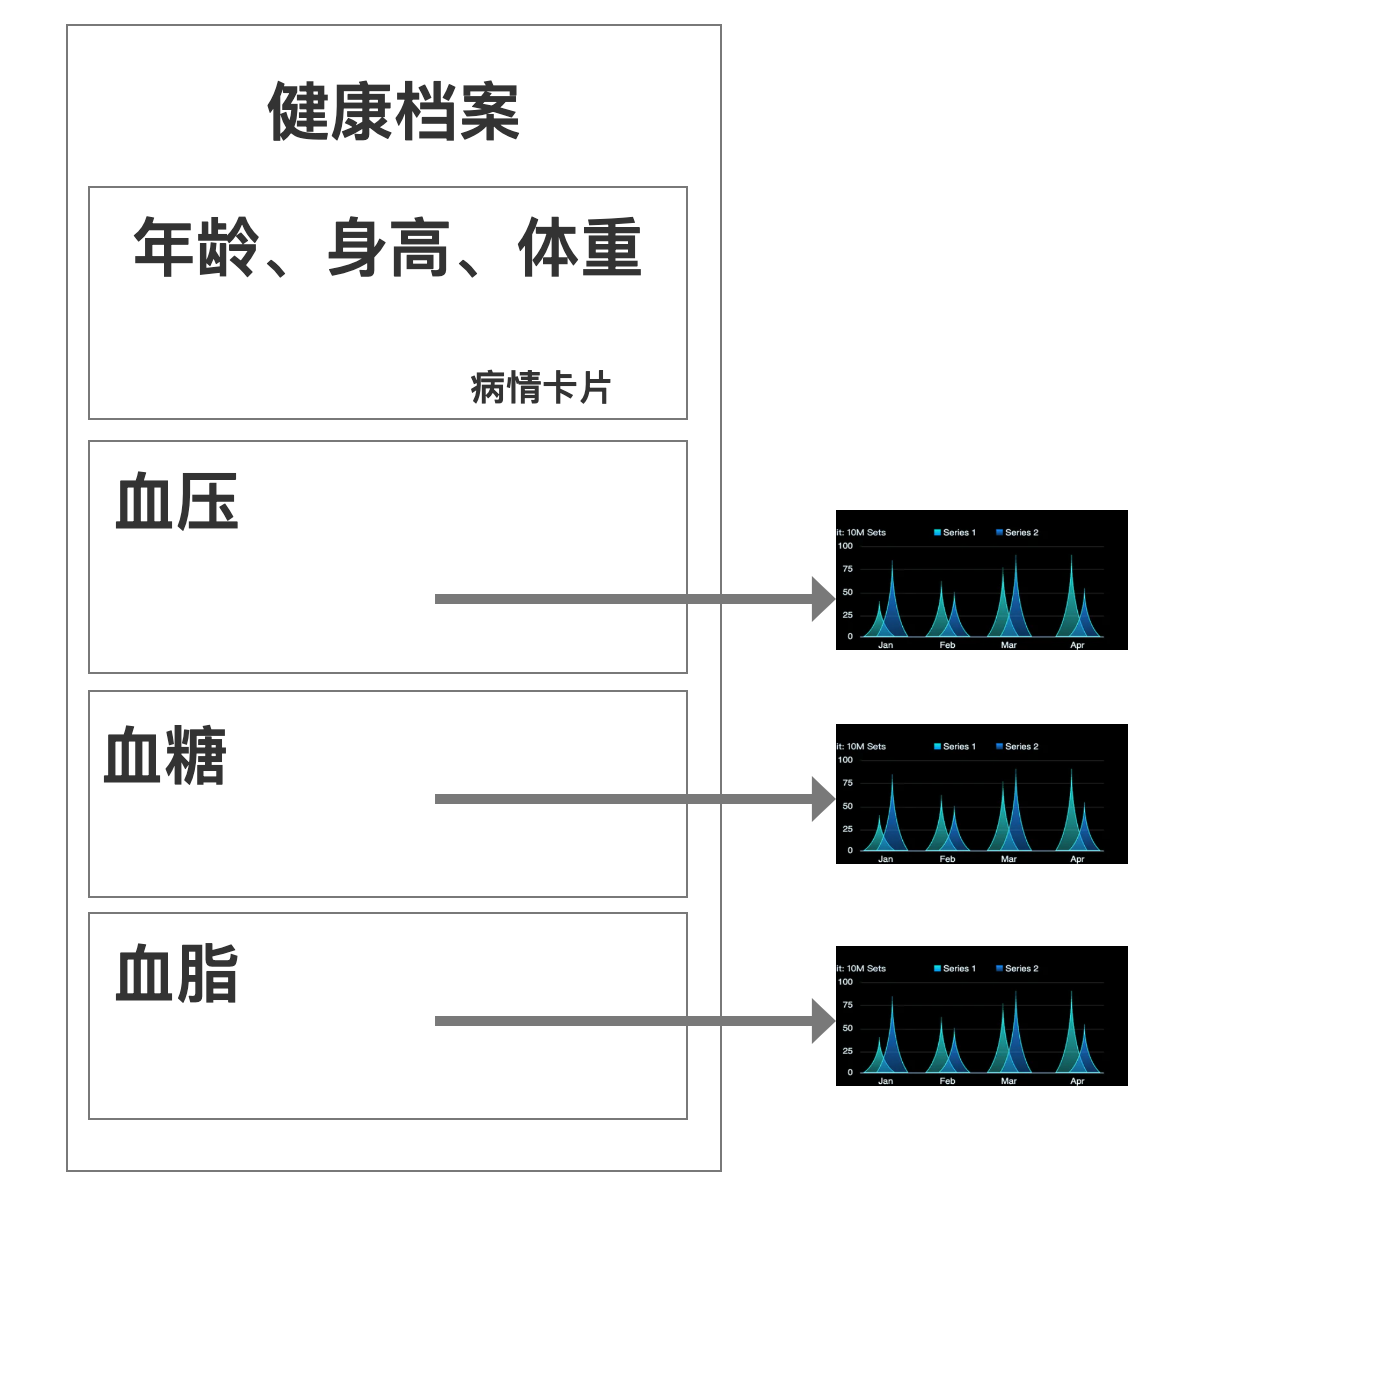 健康档案
年龄、身高、体重
病情卡片
血压
it: 10M Sets Series 1 Series 2
100
75
50
25
0
Jan Feb Mar Apr
血糖
it: 10M Sets Series 1 Series 2
100
75
50
25
0
Jan Feb Mar Apr
血脂
it: 10M Sets Series 1 Series 2
100
75
50
25
0
Jan Feb Mar Apr